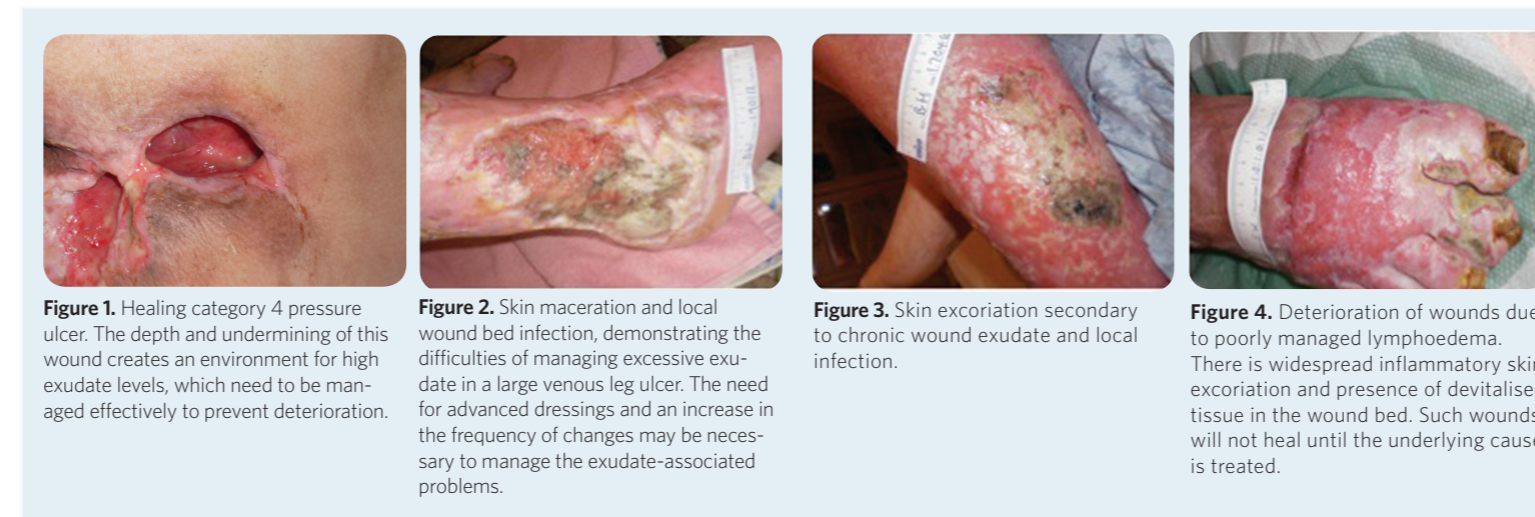 Figure 1. Healing category 4 pressure
ulcer. The depth and undermining of this
wound creates an environment for high
exudate levels, which need to be man-
aged effectively to prevent deterioration.
Figure 2. Skin maceration and local
wound bed infection, demonstrating the
difficulties of managing excessive exu-
date in a large venous leg ulcer. The need
for advanced dressings and an increase in
the frequency of changes may be neces-
sary to manage the exudate-associated
problems.
Figure 3. Skin excoriation secondary
to chronic wound exudate and local
infection.
Figure 4. Deterioration of wounds due
to poorly managed lymphoedema.
There is widespread inflammatory skin
excoriation and presence of devitalise
tissue in the wound bed. Such wounds
will not heal until the underlying cause
is treated.